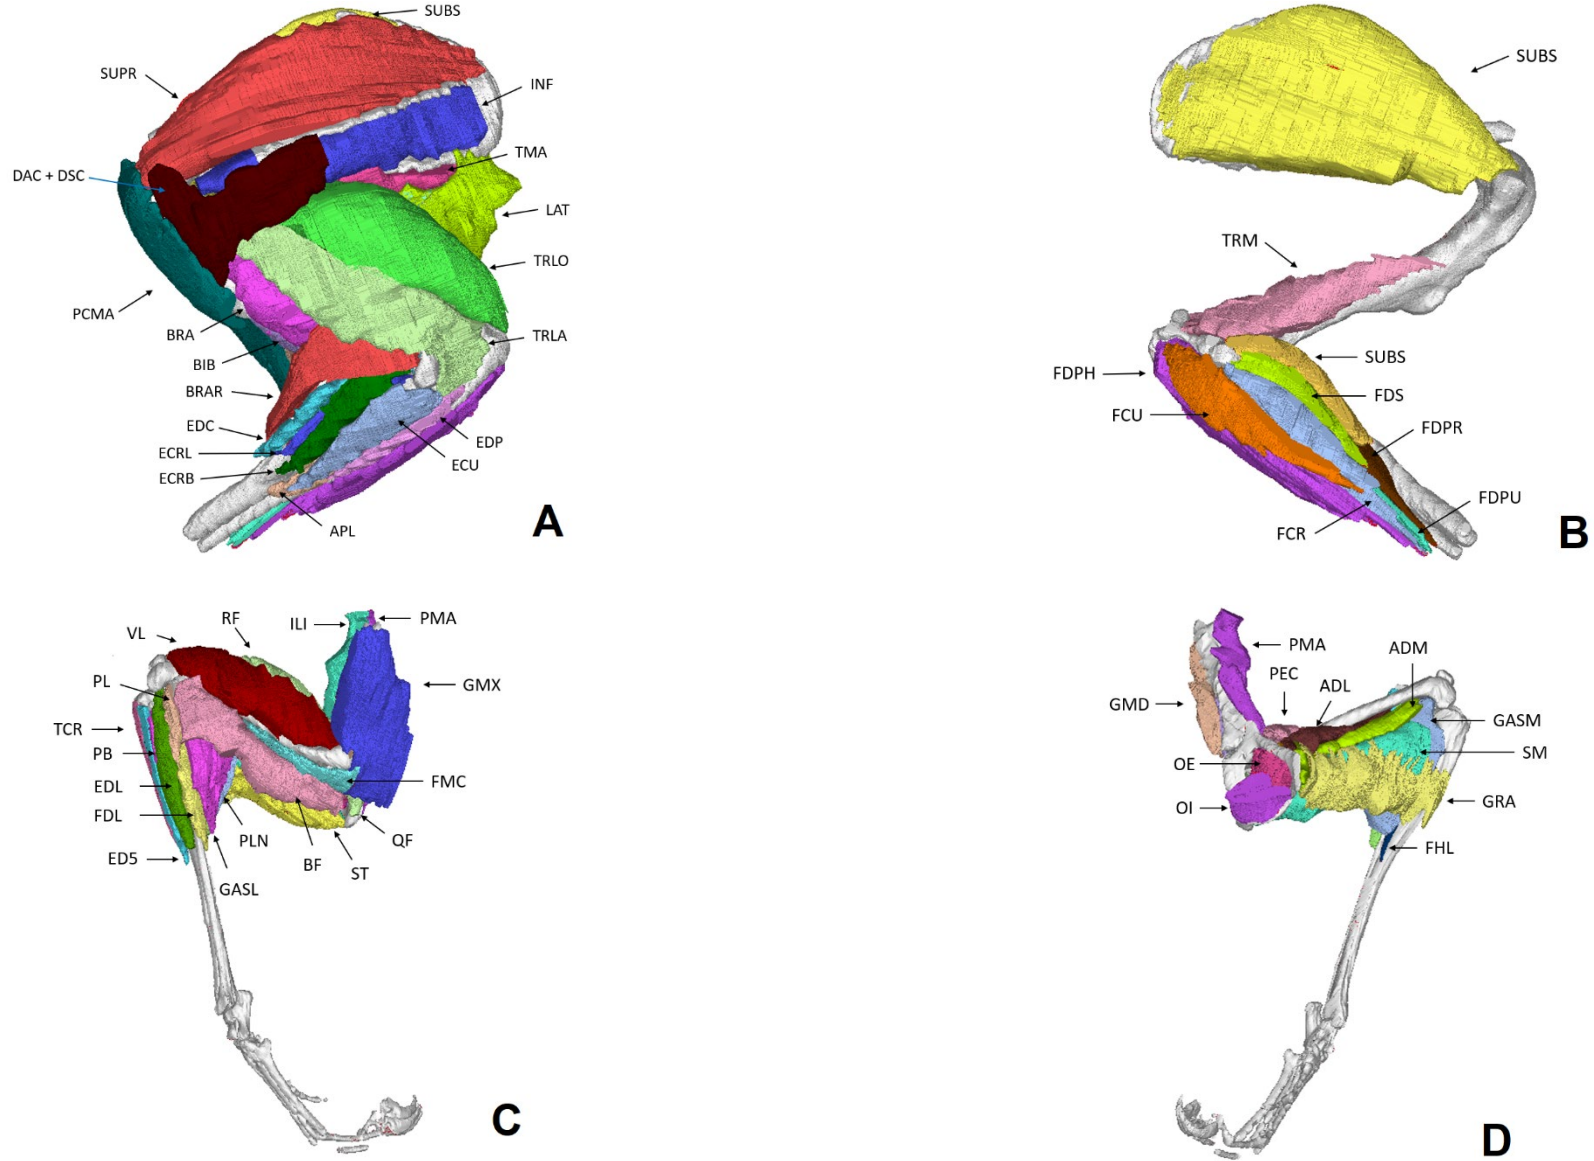 SUBS
SUPR
INF
TMA
DAC + DSC
LAT
TRLO
PCMA
BRA
TRLA
BIB
BRAR
EDC
EDP
ECRL
ECU
ECRB
APL
A
SUBS
TRM
SUBS
FDPH
FDS
FCU
FDPR
FDPU
FCR
B
RF
ILI
PMA
VL
PL
GMX
TCR
PB
EDL
FMC
FDL
PLN
QF
ED5
BF
ST
GASL
C
PMA
ADM
PEC
ADL
GMD
GASM
SM
OE
OI
GRA
FHL
D